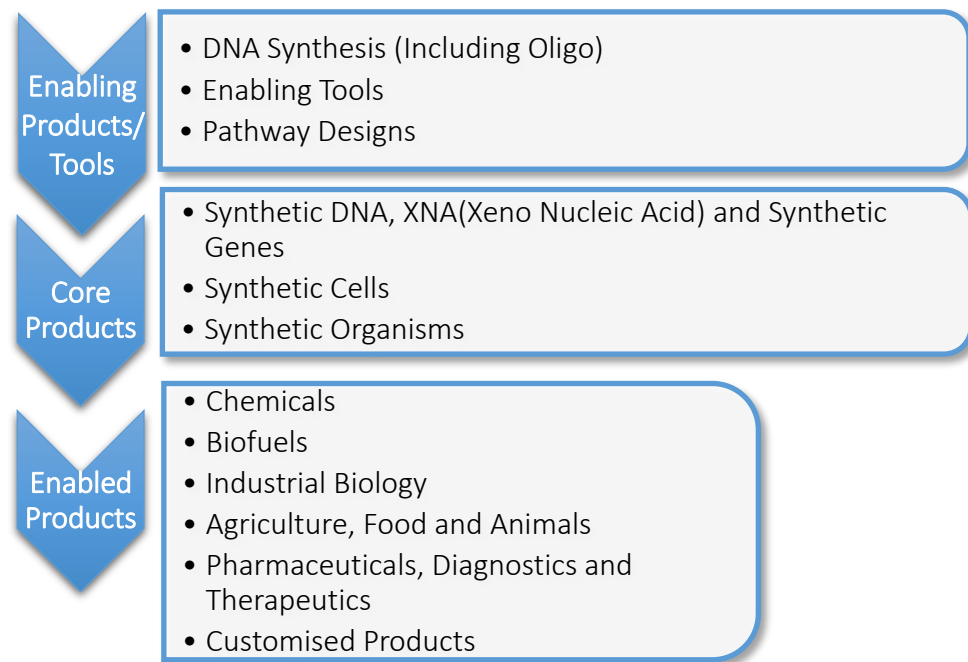 Enabling
Products/
Tools
• DNA Synthesis (Including Oligo)
• Enabling Tools
• Pathway Designs
Core
Products
• Synthetic DNA, XNA(Xeno Nucleic Acid) and Synthetic
Genes
• Synthetic Cells
• Synthetic Organisms
Enabled
Products
• Chemicals
• Biofuels
• Industrial Biology
• Agriculture, Food and Animals
• Pharmaceuticals, Diagnostics and
Therapeutics
• Customised Products